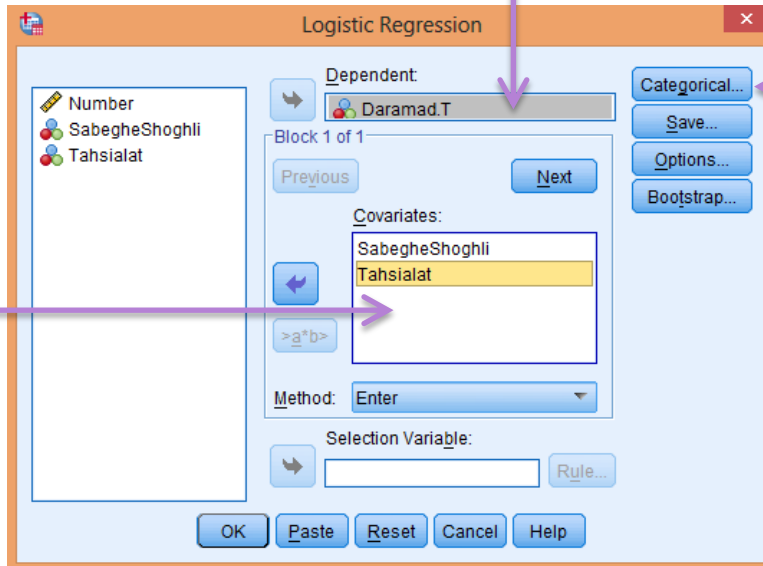 Logistic Regression
Number
SabegheShoghli
Tahsialat
Dependent:
Daramad.T
Block 1 of 1
Previous
Next
Covariates:
SabegheShoghli
Tahsialat
>a*b>
Method: Enter
Selection Variable:
Rule...
Categorical...
Save...
Options...
Bootstrap...
OK Paste Reset Cancel Help